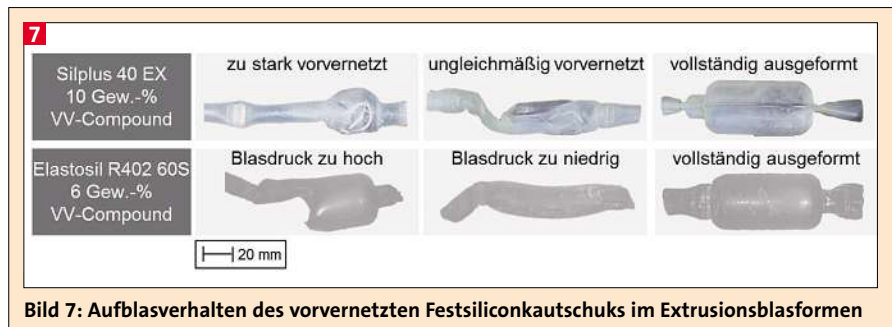 7
Silplus 40 EX
10 Gew.-%
VV-Compound
zu stark vorvernetzt
ungleichmäßig vorvernetzt
vollständig ausgeformt
Elastosil R402 60S
6 Gew.-%
VV-Compound
Blasdruck zu hoch
Blasdruck zu niedrig
vollständig ausgeformt
20 mm
Bild 7: Aufblasverhalten des vorvernetzten Festsiliconkautschuks im Extrusionsblasformen